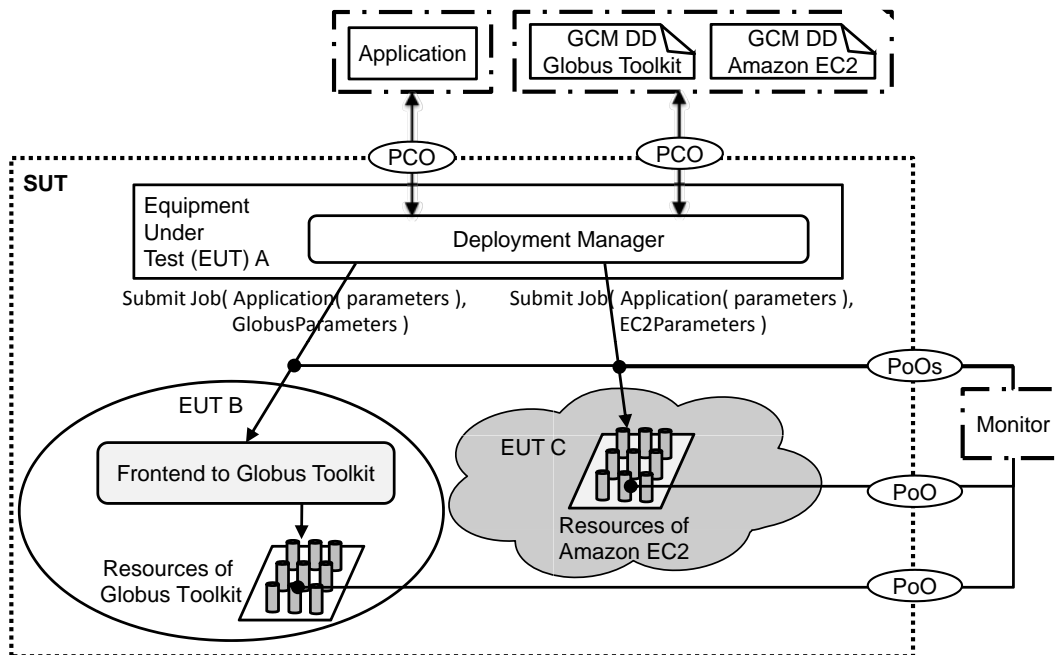 Application
GCM DD
Globus Toolkit
GCM DD
Amazon EC2
PCO
PCO
SUT
Equipment
Under
Test (EUT) A
Deployment Manager
Submit Job( Application( parameters ),
GlobusParameters )
Submit Job( Application( parameters ),
EC2Parameters )
PoOs
EUT B
Monitor
EUT C
Frontend to Globus Toolkit
PoO
Resources of
Amazon EC2
Resources of
Globus Toolkit
PoO